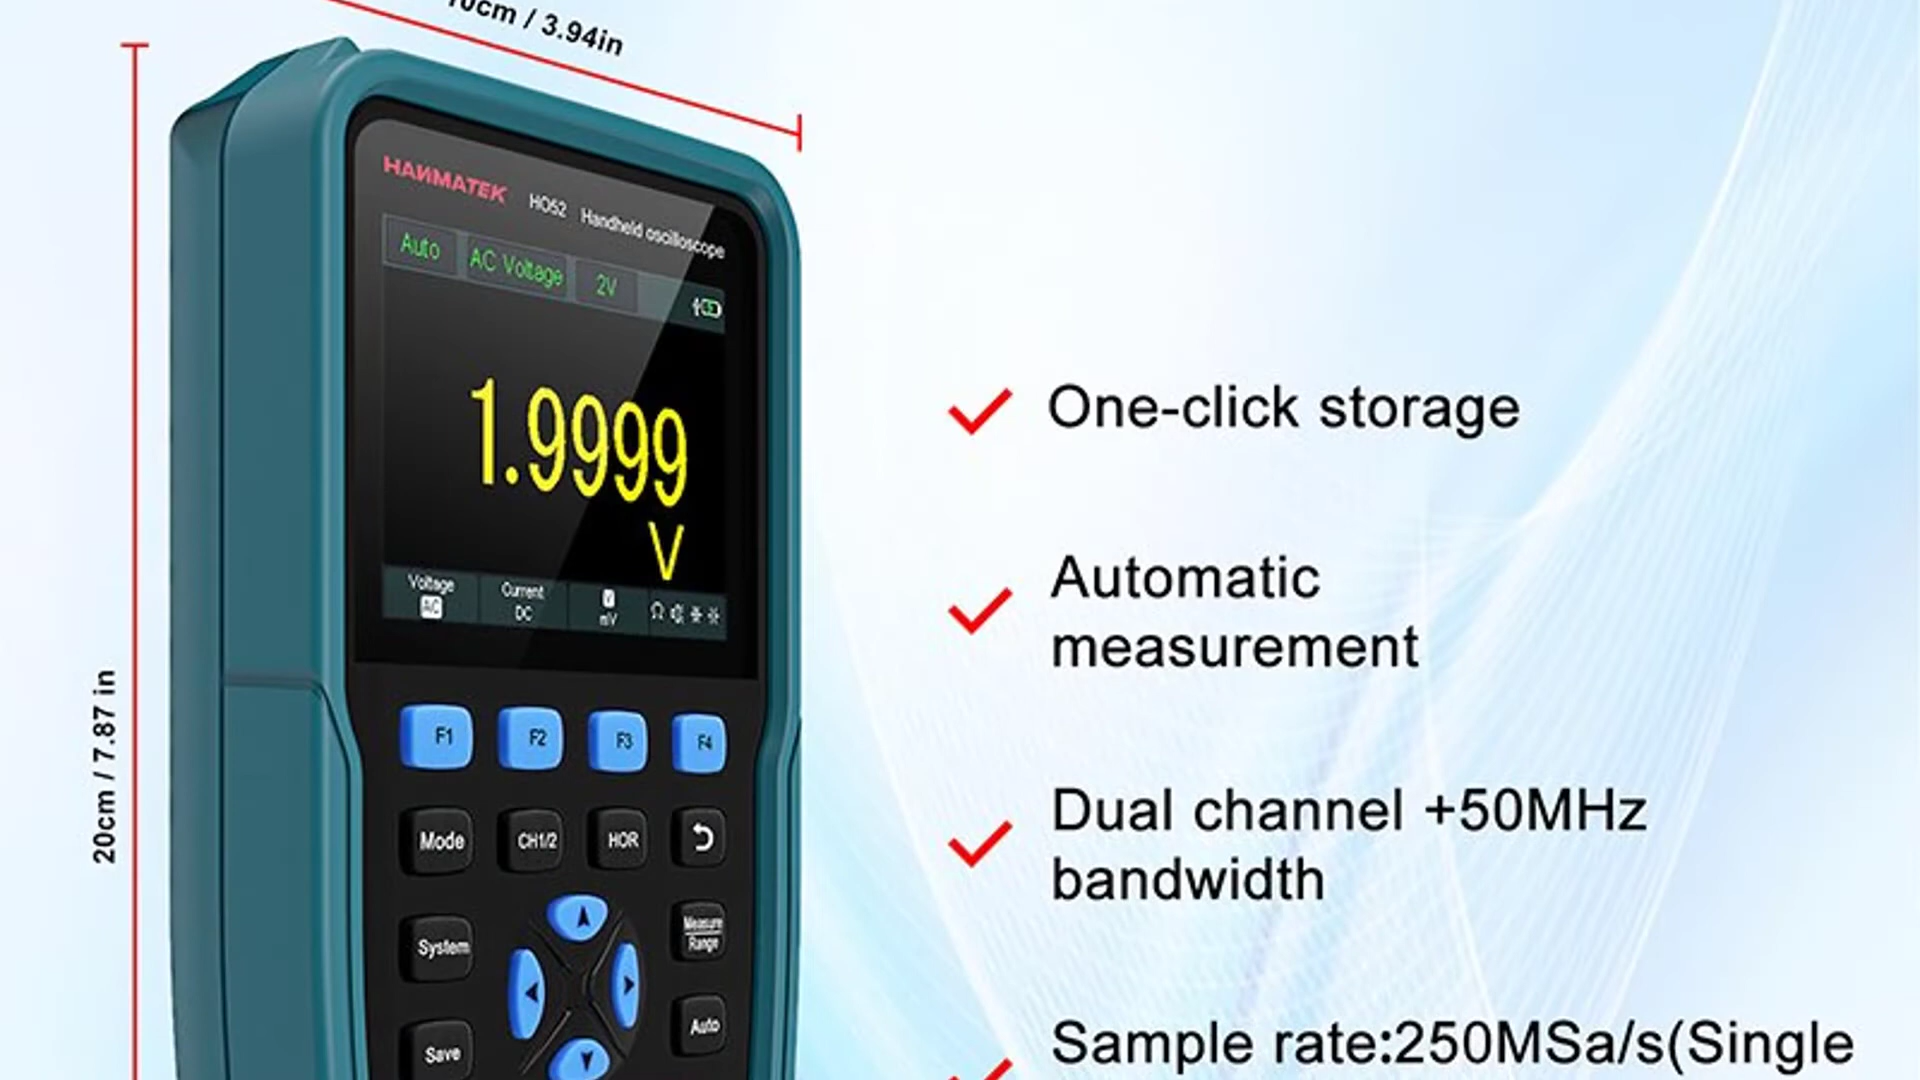 10cm / 3.94in
HANMATEK HO52 Handheld oscilloscope
Auto AC Voltage 2V
1.9999
V
Voltage Current V
AC DC mV Ω
20cm / 7.87 in
F1 F2 F3 F4
Mode CH1/2 HOR
System Measure
Range
Save Auto
One-click storage
Automatic
measurement
Dual channel +50MHz
bandwidth
Sample rate:250MSa/s(Single